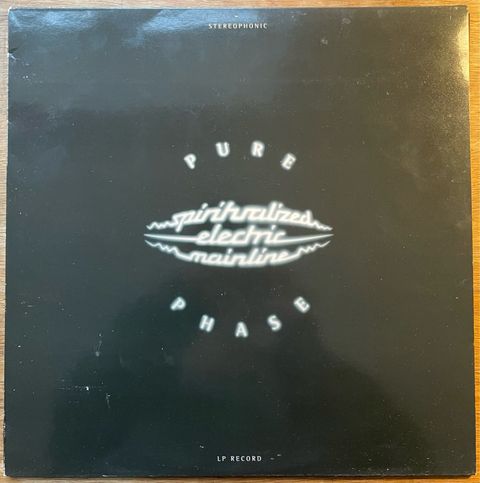 STEREOPHONIC
PURE
spiritualized
electric
mainline
PHASE
LP RECORD